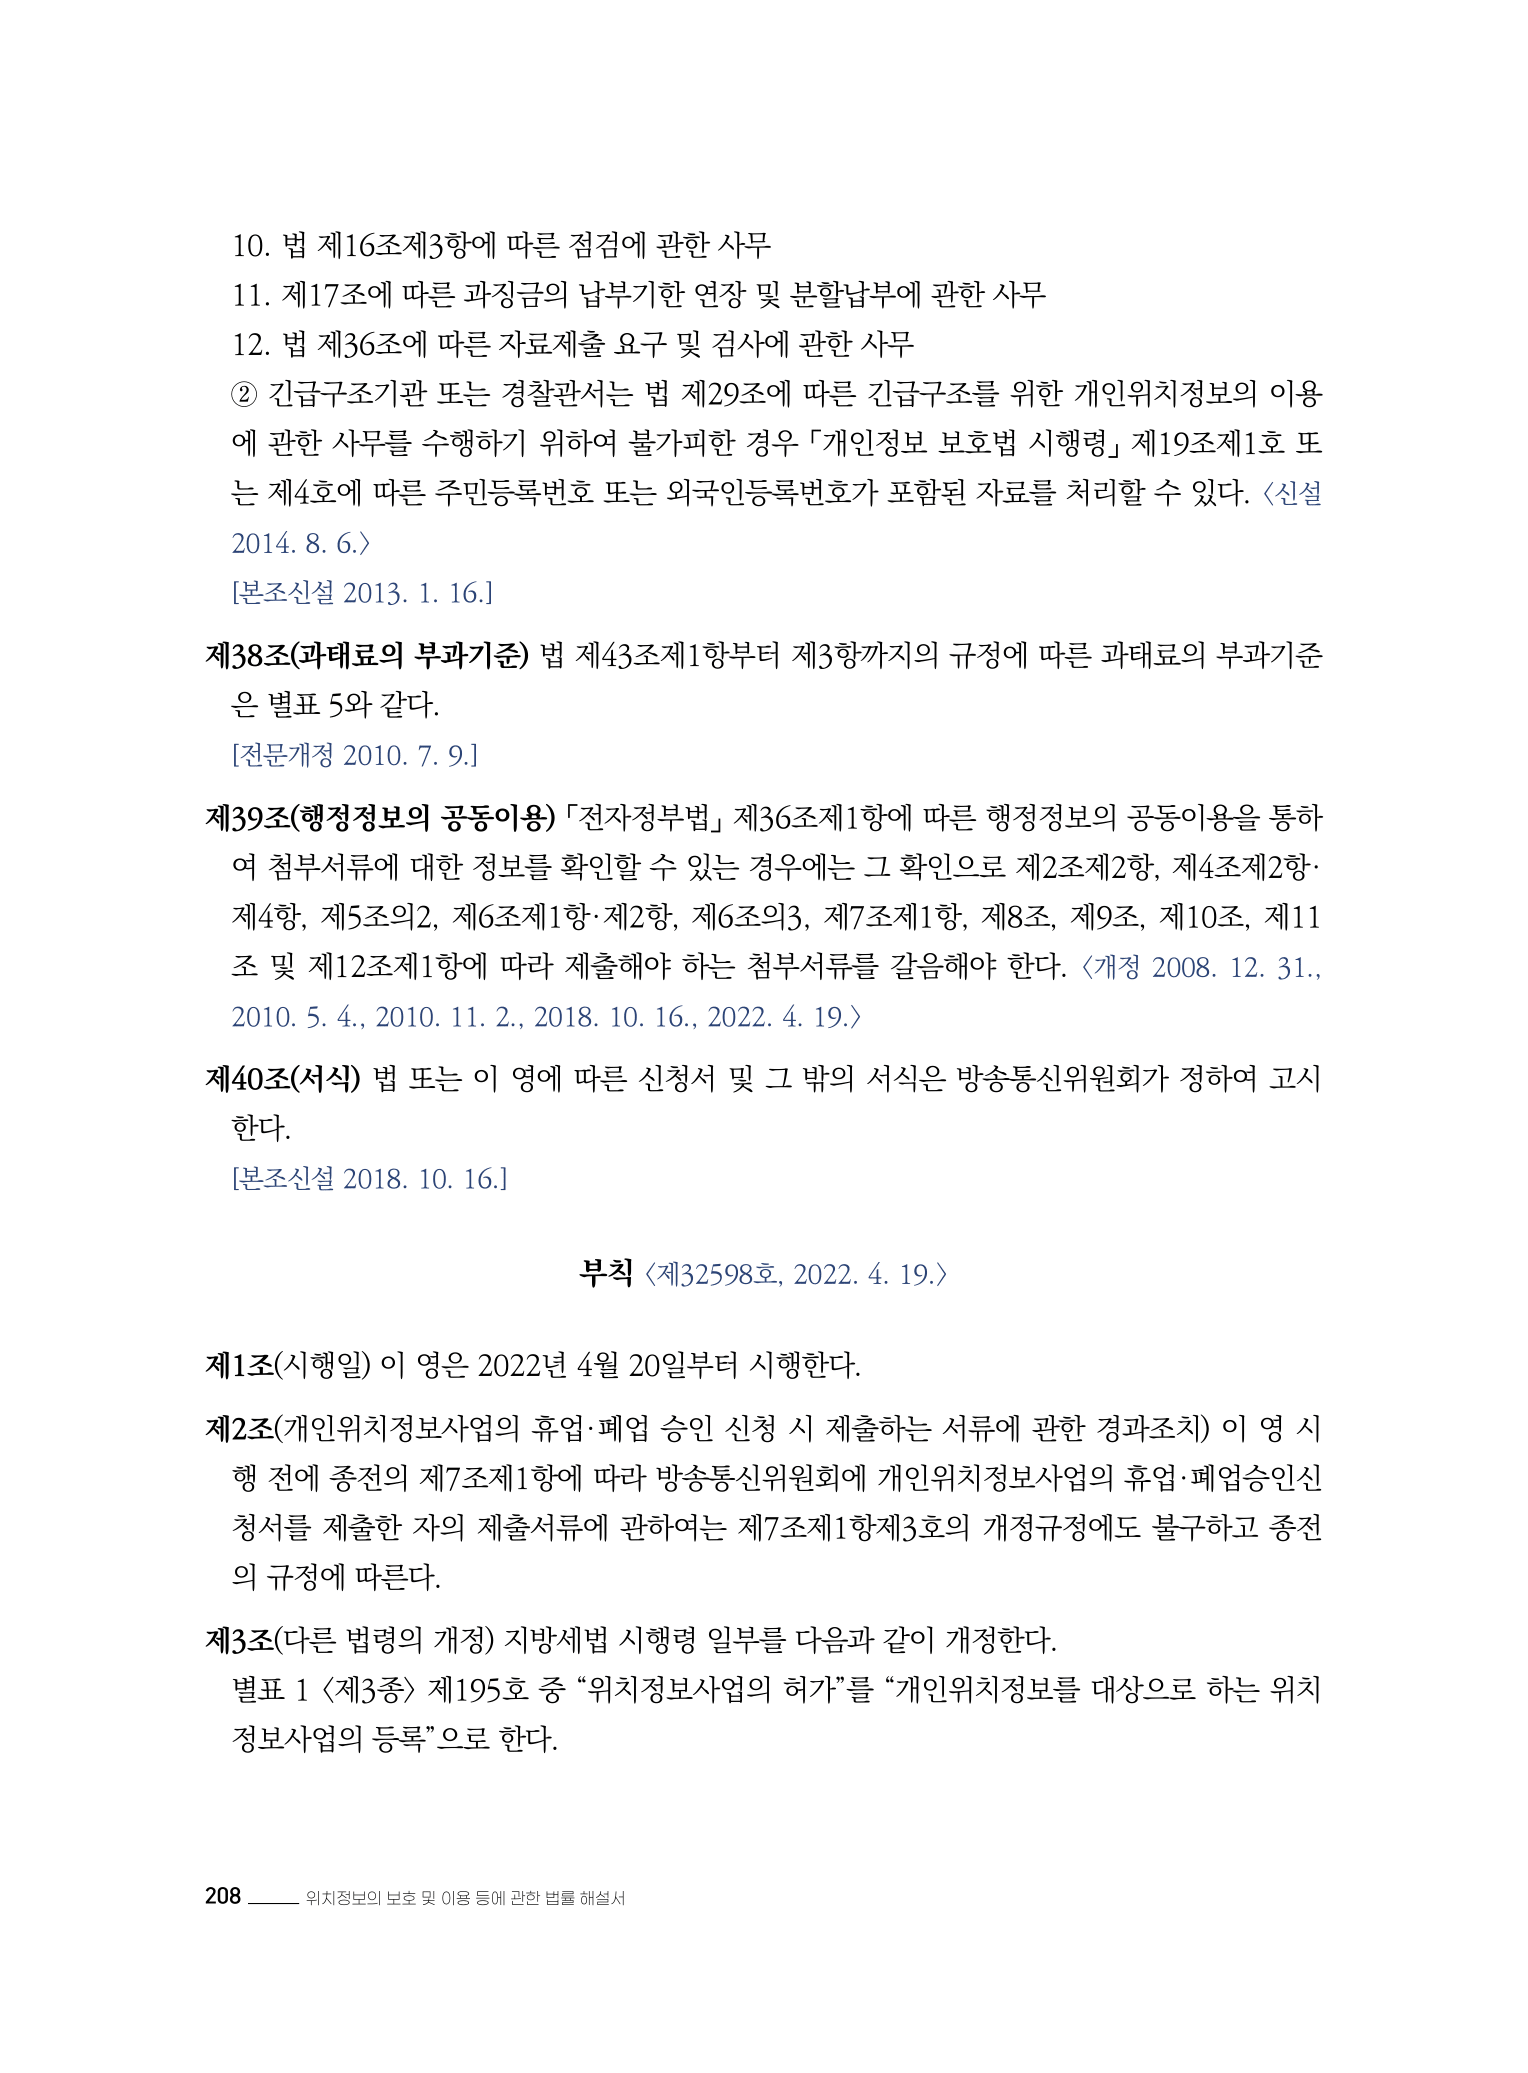 10. 법 제16조제3항에 따른 점검에 관한 사무
11. 제17조에 따른 과징금의 납부기한 연장 및 분할납부에 관한 사무
12. 법 제36조에 따른 자료제출 요구 및 검사에 관한 사무
② 긴급구조기관 또는 경찰관서는 법 제29조에 따른 긴급구조를 위한 개인위치정보의 이용
에 관한 사무를 수행하기 위하여 불가피한 경우 「개인정보 보호법 시행령」 제19조제1호 또
는 제4호에 따른 주민등록번호 또는 외국인등록번호가 포함된 자료를 처리할 수 있다. 〈신설
2014. 8. 6.〉
[본조신설 2013. 1. 16.]
제38조(과태료의 부과기준) 법 제43조제1항부터 제3항까지의 규정에 따른 과태료의 부과기준
은 별표 5와 같다.
[전문개정 2010. 7. 9.]
제39조(행정정보의 공동이용) 「전자정부법」 제36조제1항에 따른 행정정보의 공동이용을 통하
여 첨부서류에 대한 정보를 확인할 수 있는 경우에는 그 확인으로 제2조제2항, 제4조제2항·
제4항, 제5조의2, 제6조제1항·제2항, 제6조의3, 제7조제1항, 제8조, 제9조, 제10조, 제11
조 및 제12조제1항에 따라 제출해야 하는 첨부서류를 갈음해야 한다. 〈개정 2008. 12. 31.,
2010. 5. 4., 2010. 11. 2., 2018. 10. 16., 2022. 4. 19.〉
제40조(서식) 법 또는 이 영에 따른 신청서 및 그 밖의 서식은 방송통신위원회가 정하여 고시
한다.
[본조신설 2018. 10. 16.]
부칙 〈제32598호, 2022. 4. 19.〉
제1조(시행일) 이 영은 2022년 4월 20일부터 시행한다.
제2조(개인위치정보사업의 휴업·폐업 승인 신청 시 제출하는 서류에 관한 경과조치) 이 영 시
행 전에 종전의 제7조제1항에 따라 방송통신위원회에 개인위치정보사업의 휴업·폐업승인신
청서를 제출한 자의 제출서류에 관하여는 제7조제1항제3호의 개정규정에도 불구하고 종전
의 규정에 따른다.
제3조(다른 법령의 개정) 지방세법 시행령 일부를 다음과 같이 개정한다.
별표 1 〈제3종〉 제195호 중 “위치정보사업의 허가”를 “개인위치정보를 대상으로 하는 위치
정보사업의 등록”으로 한다.
208 위치정보의 보호 및 이용 등에 관한 법률 해설서